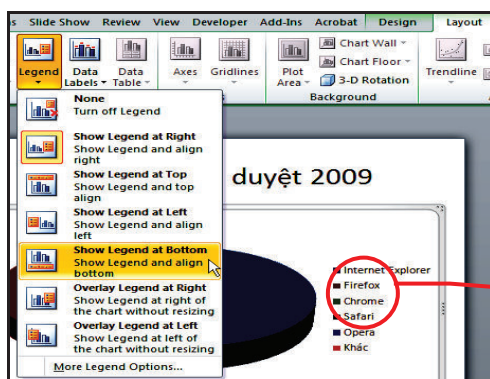 Slide Show Review View Developer Add-Ins Acrobat Design Layout
Legend Data Labels Data Table Axes Gridlines Plot Area Chart Wall Chart Floor 3-D Rotation Trendline
Background
None
Turn off Legend
Show Legend at Right
Show Legend and align
right
Show Legend at Top
Show Legend and top
align
Show Legend at Left
Show Legend and align
left
Show Legend at Bottom
Show Legend and align
bottom
Overlay Legend at Right
Show Legend at right of
the chart without resizing
Overlay Legend at Left
Show Legend at left of
the chart without resizing
More Legend Options...
duyệt 2009
Internet Explorer
Firefox
Chrome
Safari
Opera
Khác